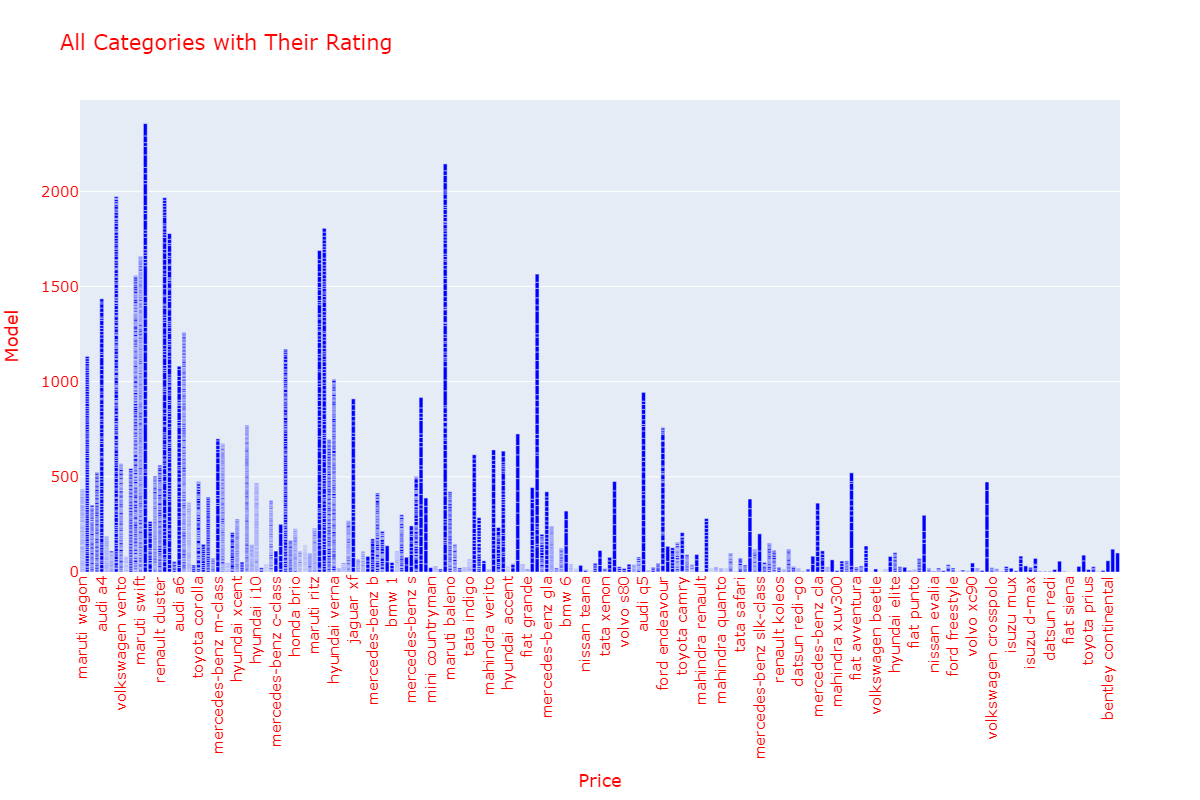 All Categories with Their Rating
Model
2000
1500
1000
500
0
maruti wagon
audi a4
volkswagen vento
maruti swift
renault duster
audi a6
toyota corolla
mercedes-benz m-class
hyundai xcent
hyundai i10
mercedes-benz c-class
honda brio
maruti ritz
hyundai verna
jaguar xf
mercedes-benz b
bmw 1
mercedes-benz s
mini countryman
maruti baleno
tata indigo
mahindra verito
hyundai accent
fiat grande
mercedes-benz gla
bmw 6
nissan teana
tata xenon
volvo s80
audi q5
ford endeavour
toyota camry
mahindra renault
mahindra quanto
tata safari
mercedes-benz slk-class
renault koleos
datsun redi-go
mercedes-benz cla
mahindra xuv300
fiat avventura
volkswagen beetle
hyundai elite
fiat punto
nissan evalia
ford freestyle
volvo xc90
volkswagen crosspolo
isuzu mux
isuzu d-max
datsun redi
fiat siena
toyota prius
bentley continental
Price